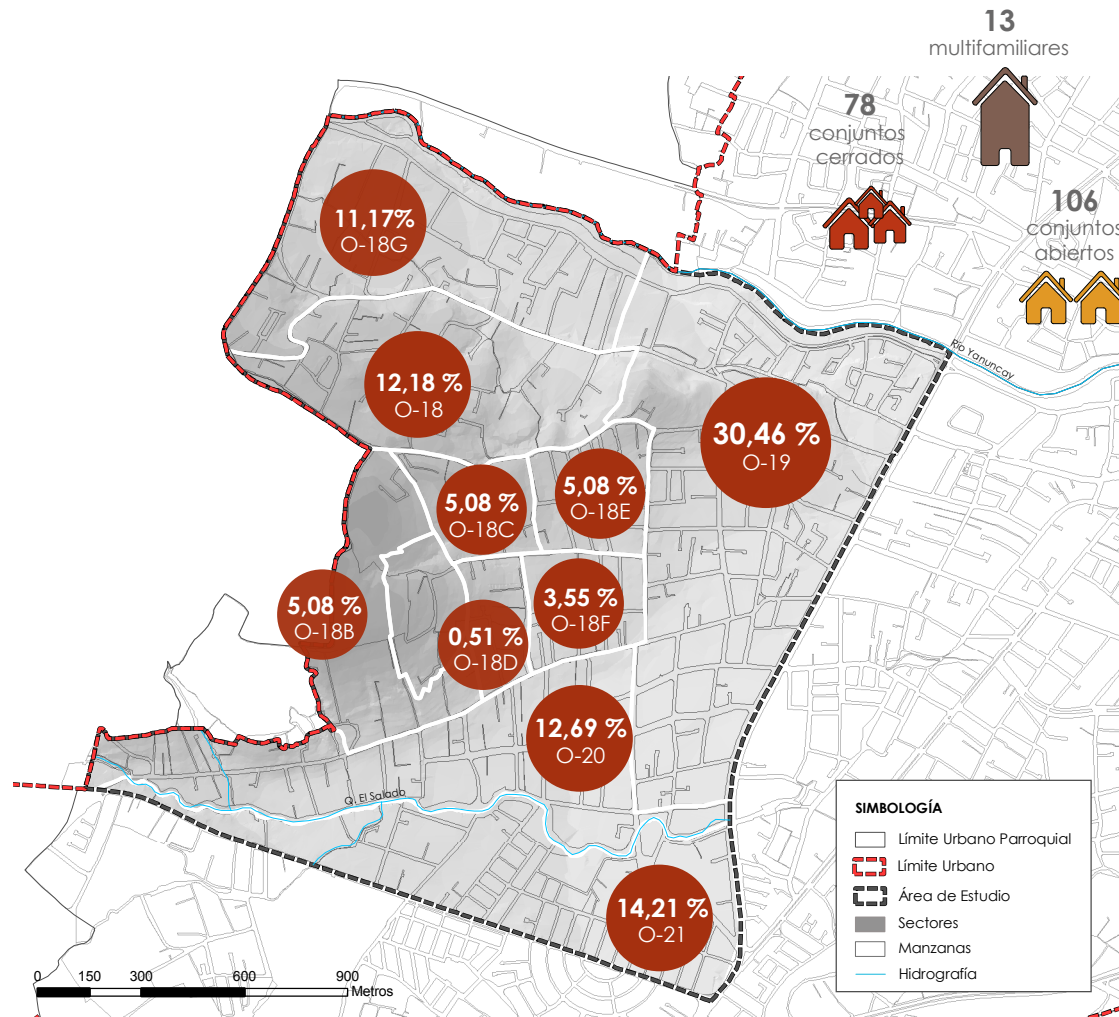 13
multifamiliares
78
conjuntos
cerrados
106
conjuntos
abiertos
11,17%
O-18G
12,18 %
O-18
30,46 %
O-19
5,08 %
O-18C
5,08 %
O-18E
5,08 %
O-18B
3,55 %
O-18F
0,51 %
O-18D
12,69 %
O-20
14,21 %
O-21
Río Yanuncay
Q. El Salado
SIMBOLOGÍA
Límite Urbano Parroquial
Límite Urbano
Área de Estudio
Sectores
Manzanas
Hidrografía
0 150 300 600 900
Metros